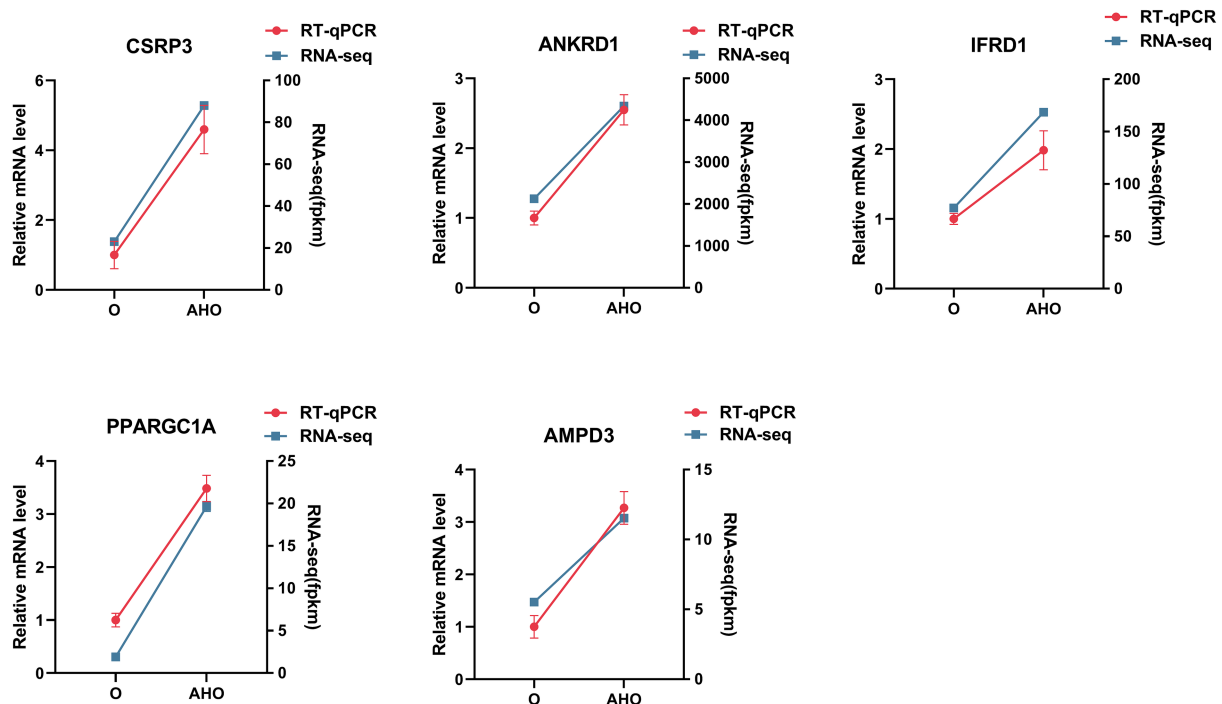 CSRP3
RT-qPCR
RNA-seq
Relative mRNA level
6
4
2
0
100
80
60
40
20
0
RNA-seq(fpkm)
O
AHO
ANKRD1
RT-qPCR
RNA-seq
Relative mRNA level
3
2
1
0
5000
4000
3000
2000
1000
0
RNA-seq(fpkm)
O
AHO
IFRD1
RT-qPCR
RNA-seq
Relative mRNA level
3
2
1
0
200
150
100
50
0
RNA-seq(fpkm)
O
AHO
PPARGC1A
RT-qPCR
RNA-seq
Relative mRNA level
4
3
2
1
0
25
20
15
10
5
0
RNA-seq(fpkm)
O
AHO
AMPD3
RT-qPCR
RNA-seq
Relative mRNA level
4
3
2
1
0
15
10
5
0
RNA-seq(fpkm)
O
AHO